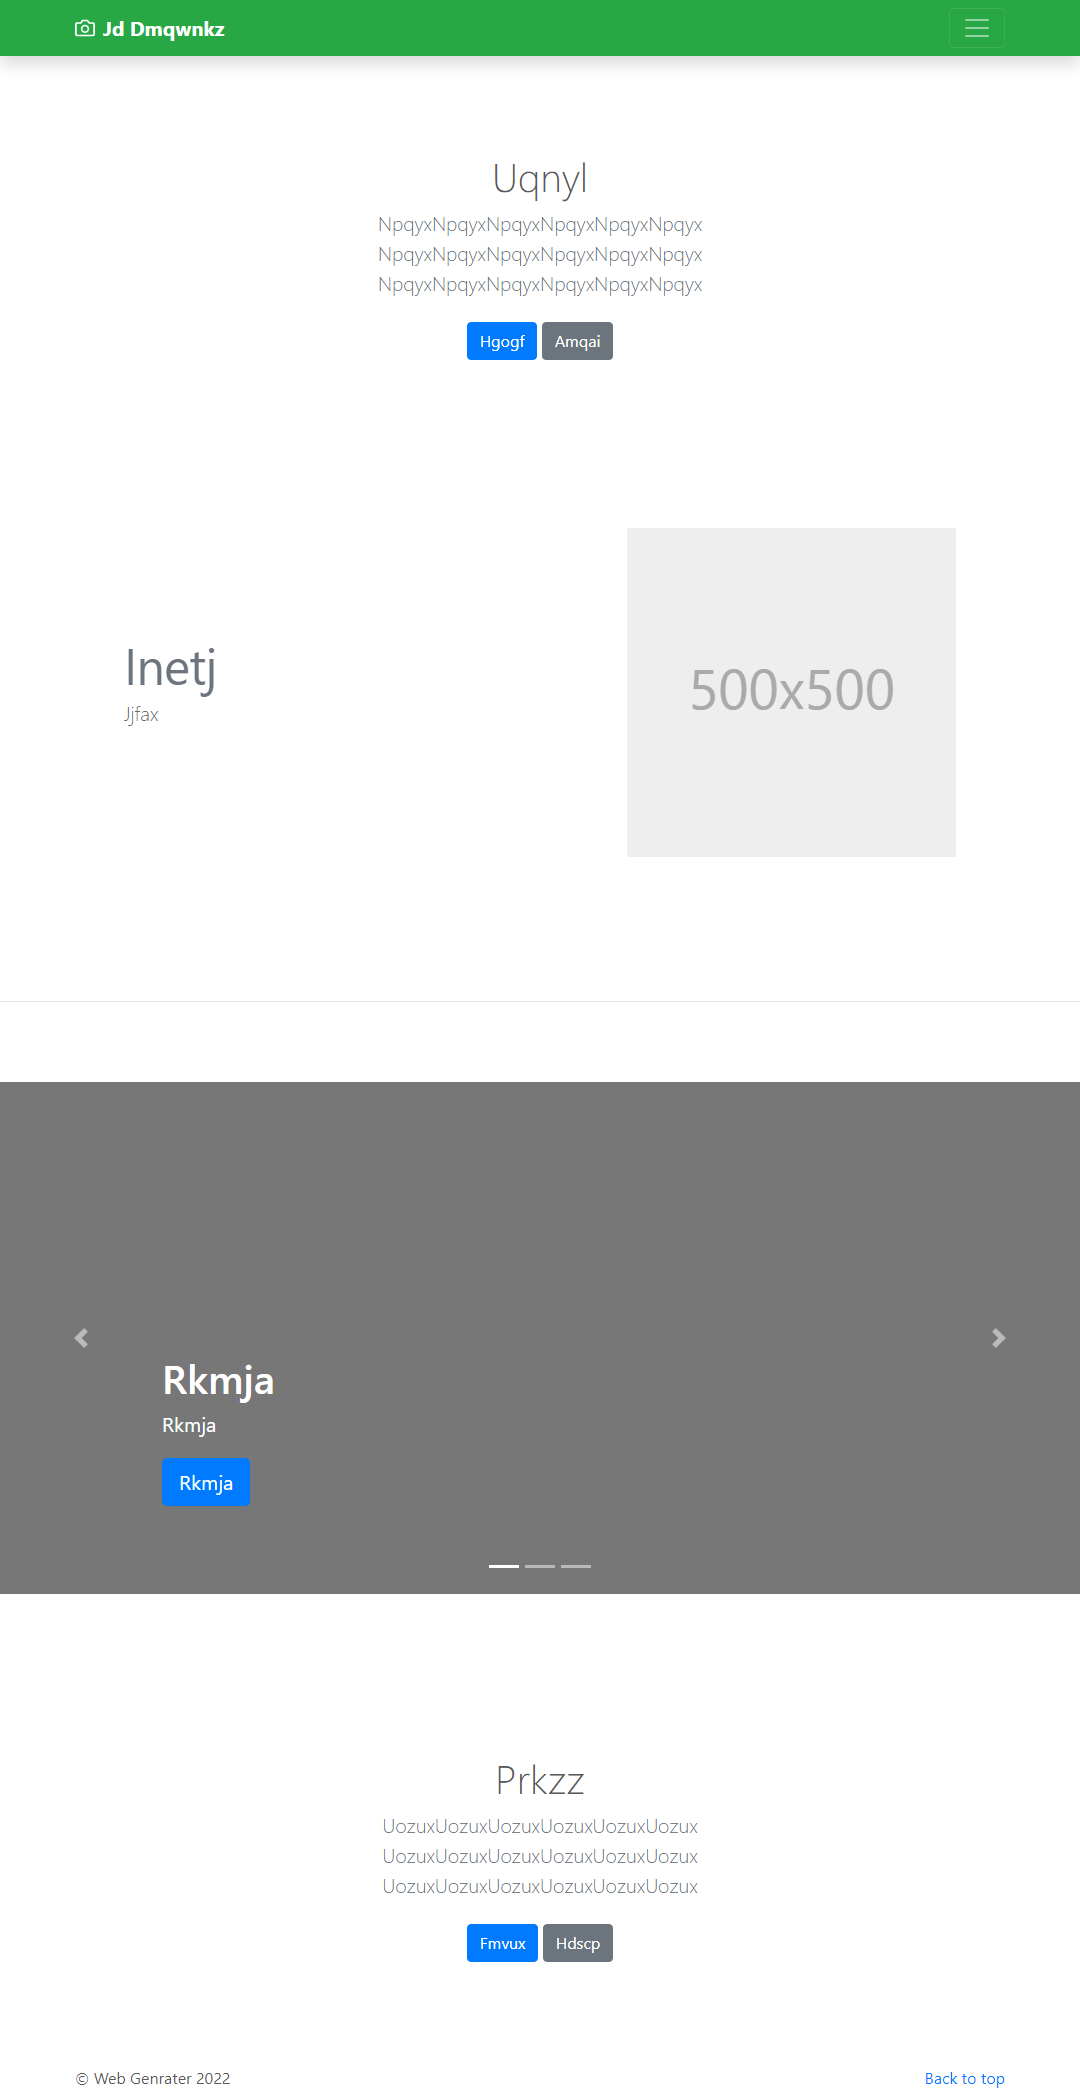 Jd Dmqwnkz
Uqnyl
NpqyxNpqyxNpqyxNpqyxNpqyxNpqyx
NpqyxNpqyxNpqyxNpqyxNpqyxNpqyx
NpqyxNpqyxNpqyxNpqyxNpqyxNpqyx
Hgogf Amqai
Inetj
Jjfax
500x500
Rkmja
Rkmja
Rkmja
Prkzz
UozuxUozuxUozuxUozuxUozuxUozux
UozuxUozuxUozuxUozuxUozuxUozux
UozuxUozuxUozuxUozuxUozuxUozux
Fmvux Hdscp
© Web Genrater 2022 Back to top